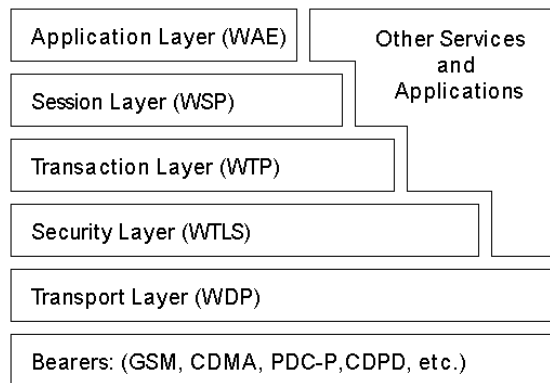 Application Layer (WAE)
Other Services
and
Applications
Session Layer (WSP)
Transaction Layer (WTP)
Security Layer (WTLS)
Transport Layer (WDP)
Bearers: (GSM, CDMA, PDC-P,CDPD, etc.)